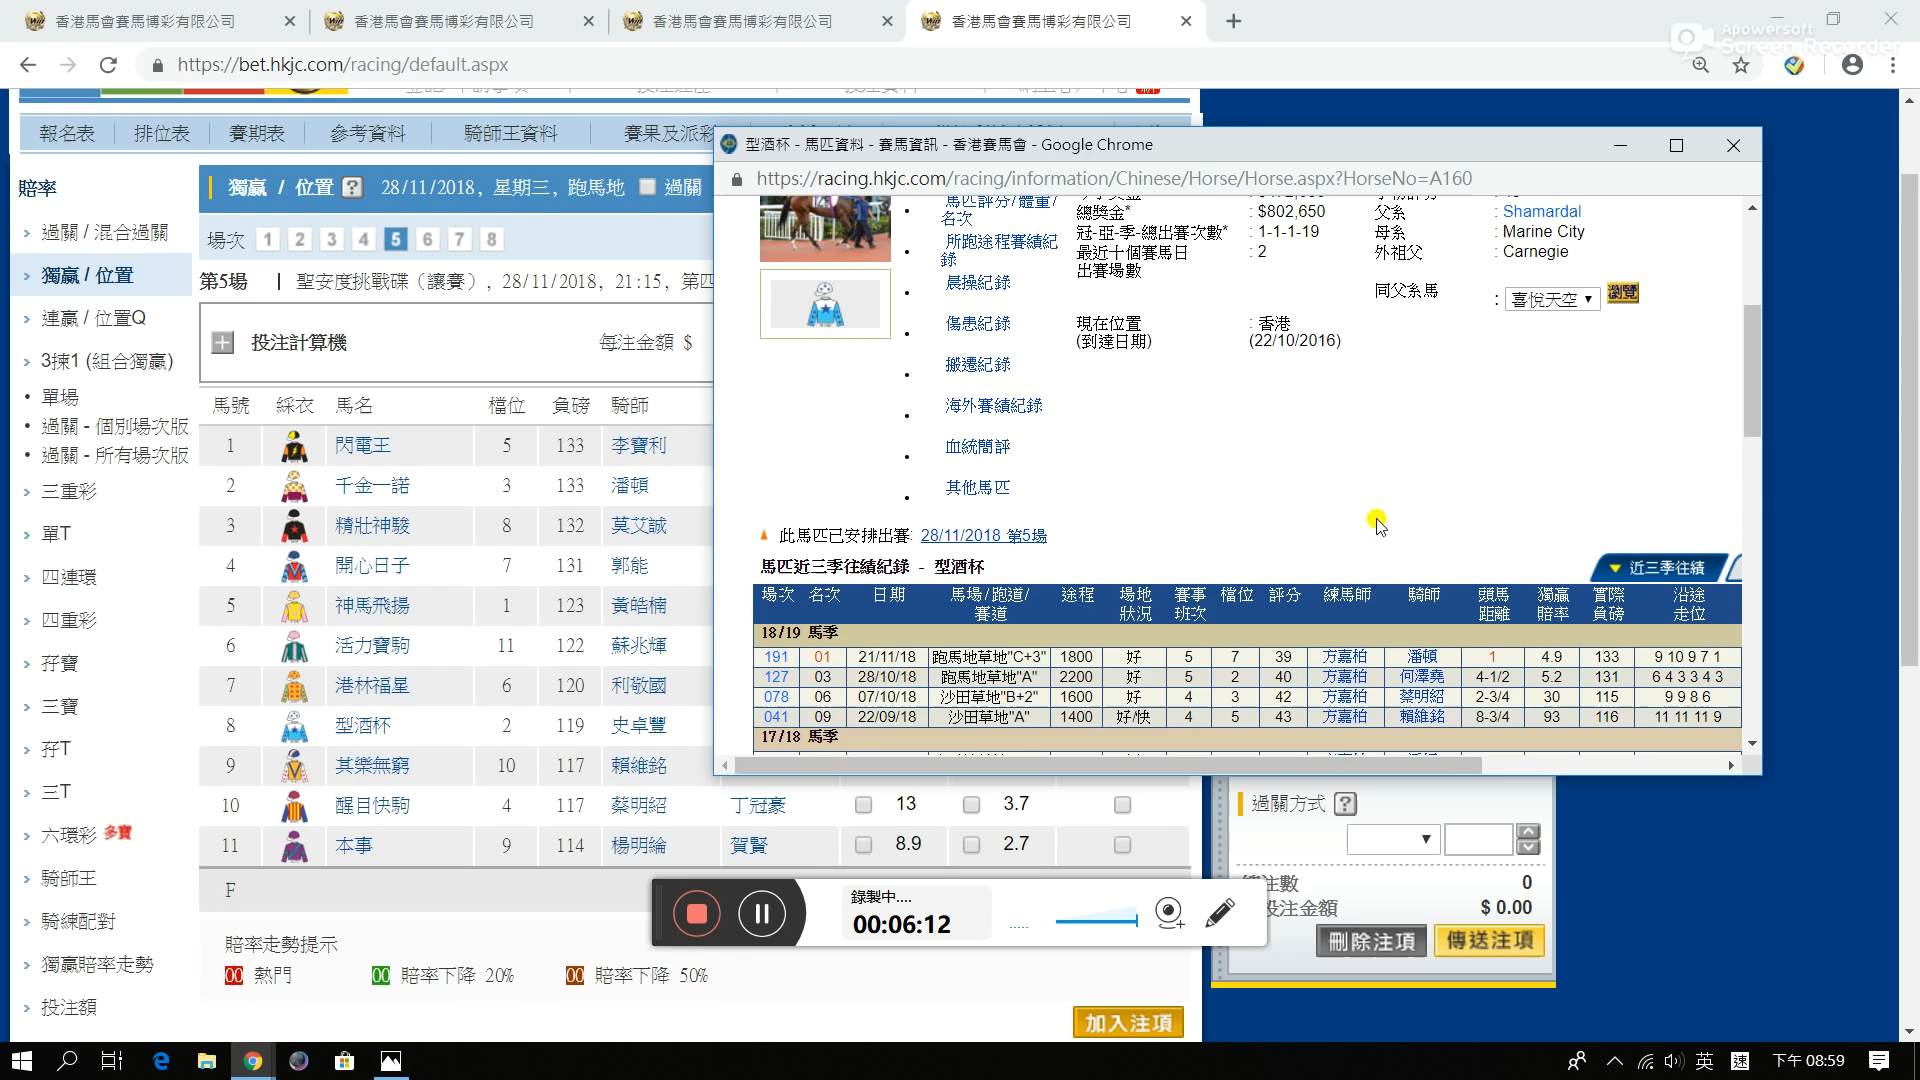 香港馬會賽馬博彩有限公司
香港馬會賽馬博彩有限公司
香港馬會賽馬博彩有限公司
香港馬會賽馬博彩有限公司
Apowersoft
Screen Recorder
https://bet.hkjc.com/racing/default.aspx
報名表 排位表 賽期表 參考資料 騎師王資料 賽果及派彩
賠率
過關 / 混合過關
獨贏 / 位置
連贏 / 位置Q
3揀1 (組合獨贏)
單場
過關 - 個別場次版
過關 - 所有場次版
三重彩
單T
四連環
四重彩
孖寶
三寶
孖T
三T
六環彩 多寶
騎師王
騎練配對
獨贏賠率走勢
投注額
獨贏 / 位置 ? 28/11/2018, 星期三, 跑馬地 過關
場次 1 2 3 4 5 6 7 8
第5場 | 聖安度挑戰碟 (讓賽) , 28/11/2018, 21:15, 第四
投注計算機 每注金額 $
馬號 綵衣 馬名 檔位 負磅 騎師
1 閃電王 5 133 李寶利
2 千金一諾 3 133 潘頓
3 精壯神駿 8 132 莫艾誠
4 開心日子 7 131 郭能
5 神馬飛揚 1 123 黃皓楠
6 活力寶駒 11 122 蘇兆輝
7 港林福星 6 120 利敬國
8 型酒杯 2 119 史卓豐
9 其樂無窮 10 117 賴維銘
10 醒目快駒 4 117 蔡明紹 丁冠豪 13 3.7
11 本事 9 114 楊明綸 賀賢 8.9 2.7
F
賠率走勢提示
00 熱門 00 賠率下降 20% 00 賠率下降 50%
加入注項
型酒杯 - 馬匹資料 - 賽馬資訊 - 香港賽馬會 - Google Chrome
https://racing.hkjc.com/racing/information/Chinese/Horse/Horse.aspx?HorseNo=A160
馬匹評分/體重/
名次
所跑途程賽績紀
錄
晨操紀錄
傷患紀錄
搬遷紀錄
海外賽績紀錄
血統簡評
其他馬匹
總獎金* : $802,650
冠-亞-季-總出賽次數* : 1-1-1-19
最近十個賽馬日
出賽場數 : 2
現在位置
(到達日期) : 香港
(22/10/2016)
父系 : Shamardal
母系 : Marine City
外祖父 : Carnegie
同父系馬 : 喜悅天空 瀏覽
此馬匹已安排出賽: 28/11/2018 第5場
馬匹近三季往績紀錄 - 型酒杯
近三季往績
場次 名次 日期 馬場/跑道/賽道 途程 場地狀況 賽事班次 檔位 評分 練馬師 騎師 頭馬距離 獨贏賠率 實際負磅 沿途走位
18/19 馬季
191 01 21/11/18 跑馬地草地"C+3" 1800 好 5 7 39 方嘉柏 潘頓 1 4.9 133 9 10 9 7 1
127 03 28/10/18 跑馬地草地"A" 2200 好 5 2 40 方嘉柏 何澤堯 4-1/2 5.2 131 6 4 3 3 4 3
078 06 07/10/18 沙田草地"B+2" 1600 好 4 3 42 方嘉柏 蔡明紹 2-3/4 30 115 9 9 8 6
041 09 22/09/18 沙田草地"A" 1400 好/快 4 5 43 方嘉柏 賴維銘 8-3/4 93 116 11 11 11 9
17/18 馬季
過關方式 ?
注數 0
投注金額 $ 0.00
刪除注項 傳送注項
錄製中....
00:06:12
英 速 下午 08:59